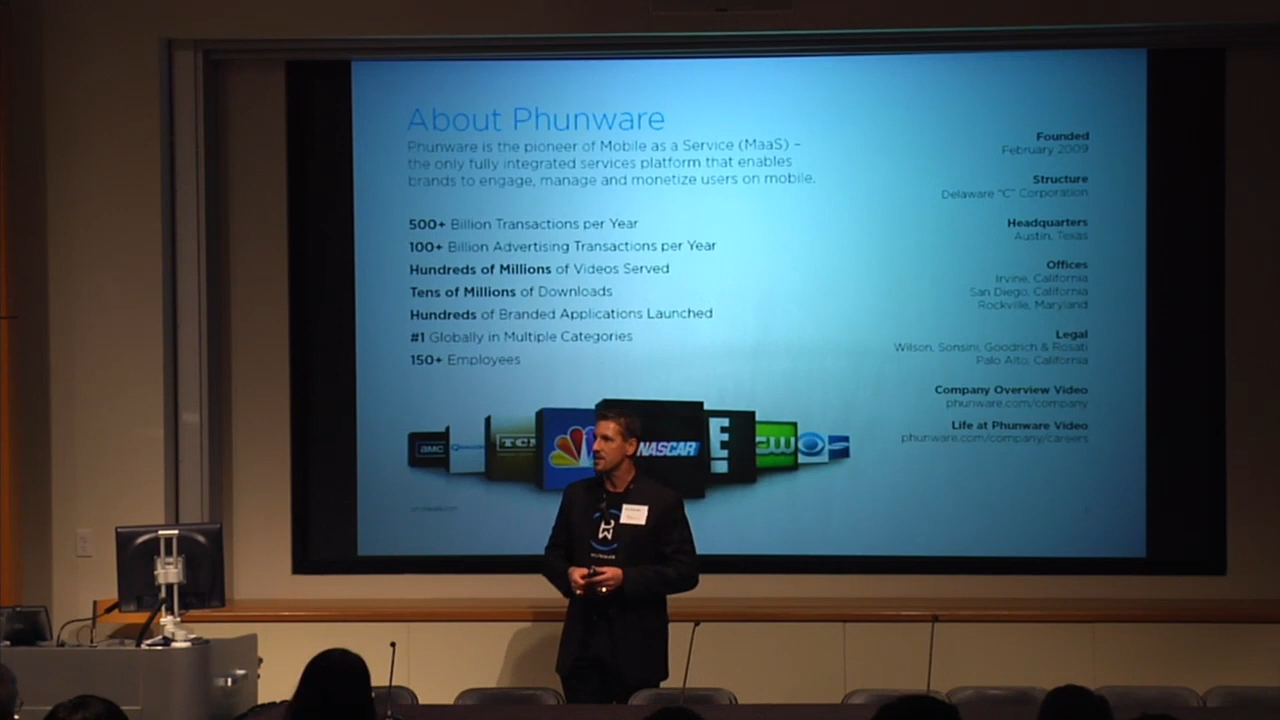 About Phunware
Phunware is the pioneer of Mobile as a Service (MaaS) –
the only fully integrated services platform that enables
brands to engage, manage and monetize users on mobile.
500+ Billion Transactions per Year
100+ Billion Advertising Transactions per Year
Hundreds of Millions of Videos Served
Tens of Millions of Downloads
Hundreds of Branded Applications Launched
#1 Globally in Multiple Categories
150+ Employees
Founded
February 2009
Structure
Delaware "C" Corporation
Headquarters
Austin, Texas
Offices
Irvine, California
San Diego, California
Rockville, Maryland
Legal
Wilson, Sonsini, Goodrich & Rosati
Palo Alto, California
Company Overview Video
phunware.com/company
Life at Phunware Video
phunware.com/company/careers
amc
TCM
NASCAR
E
CW